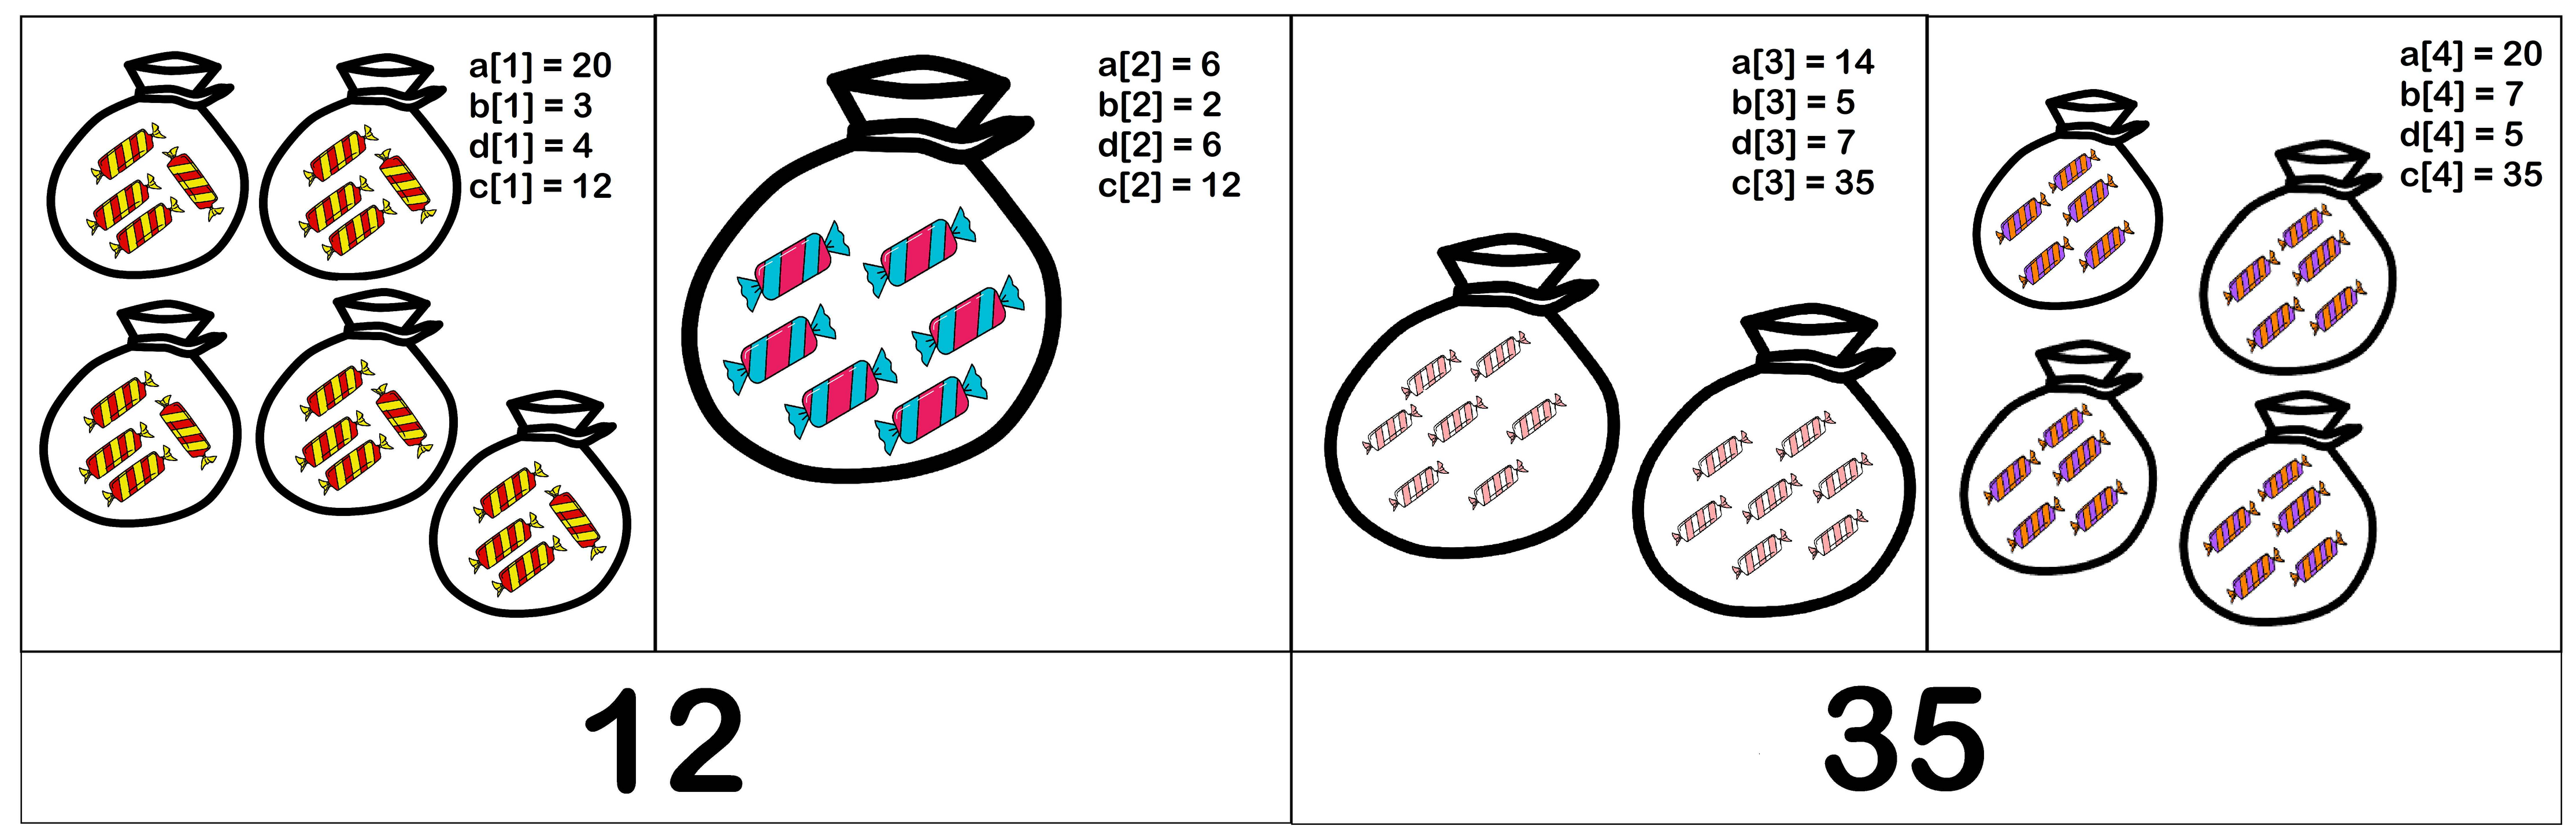 a[1] = 20
b[1] = 3
d[1] = 4
c[1] = 12
a[2] = 6
b[2] = 2
d[2] = 6
c[2] = 12
a[3] = 14
b[3] = 5
d[3] = 7
c[3] = 35
a[4] = 20
b[4] = 7
d[4] = 5
c[4] = 35
12
35